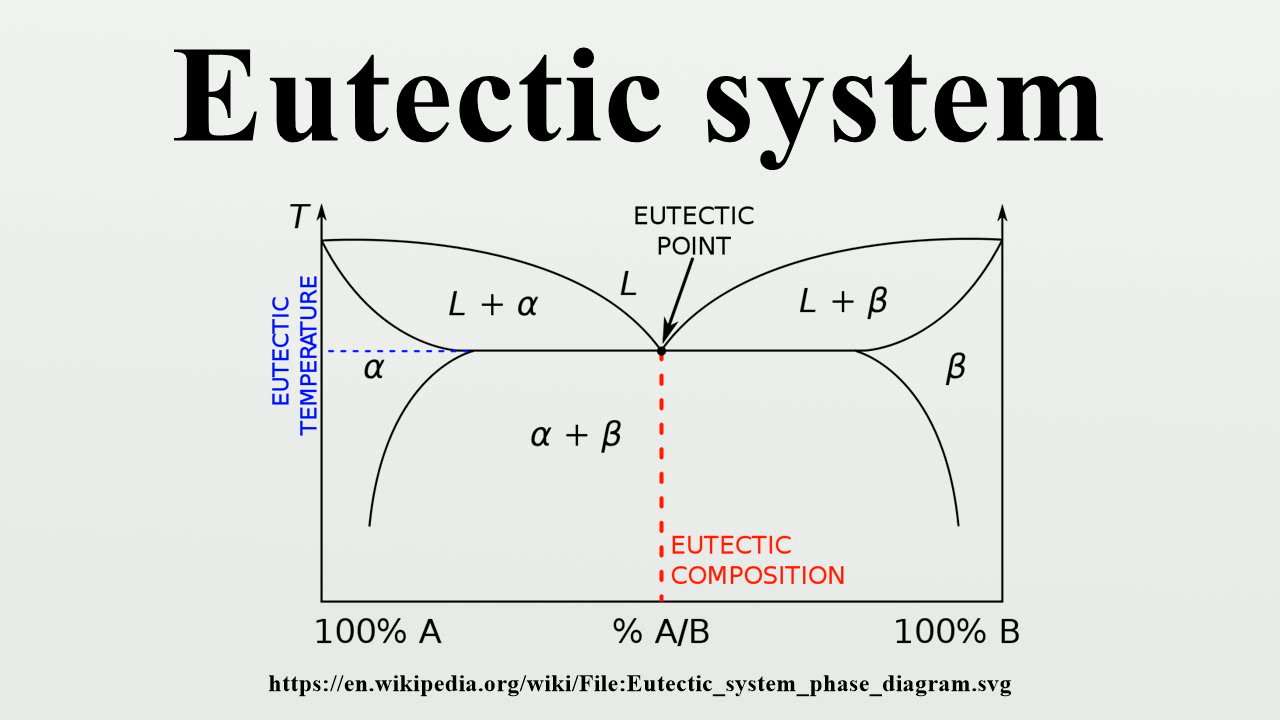 Eutectic system
T
EUTECTIC
POINT
L
L + α
L + β
EUTECTIC
TEMPERATURE
α
β
α + β
EUTECTIC
COMPOSITION
100% A
% A/B
100% B
https://en.wikipedia.org/wiki/File:Eutectic_system_phase_diagram.svg